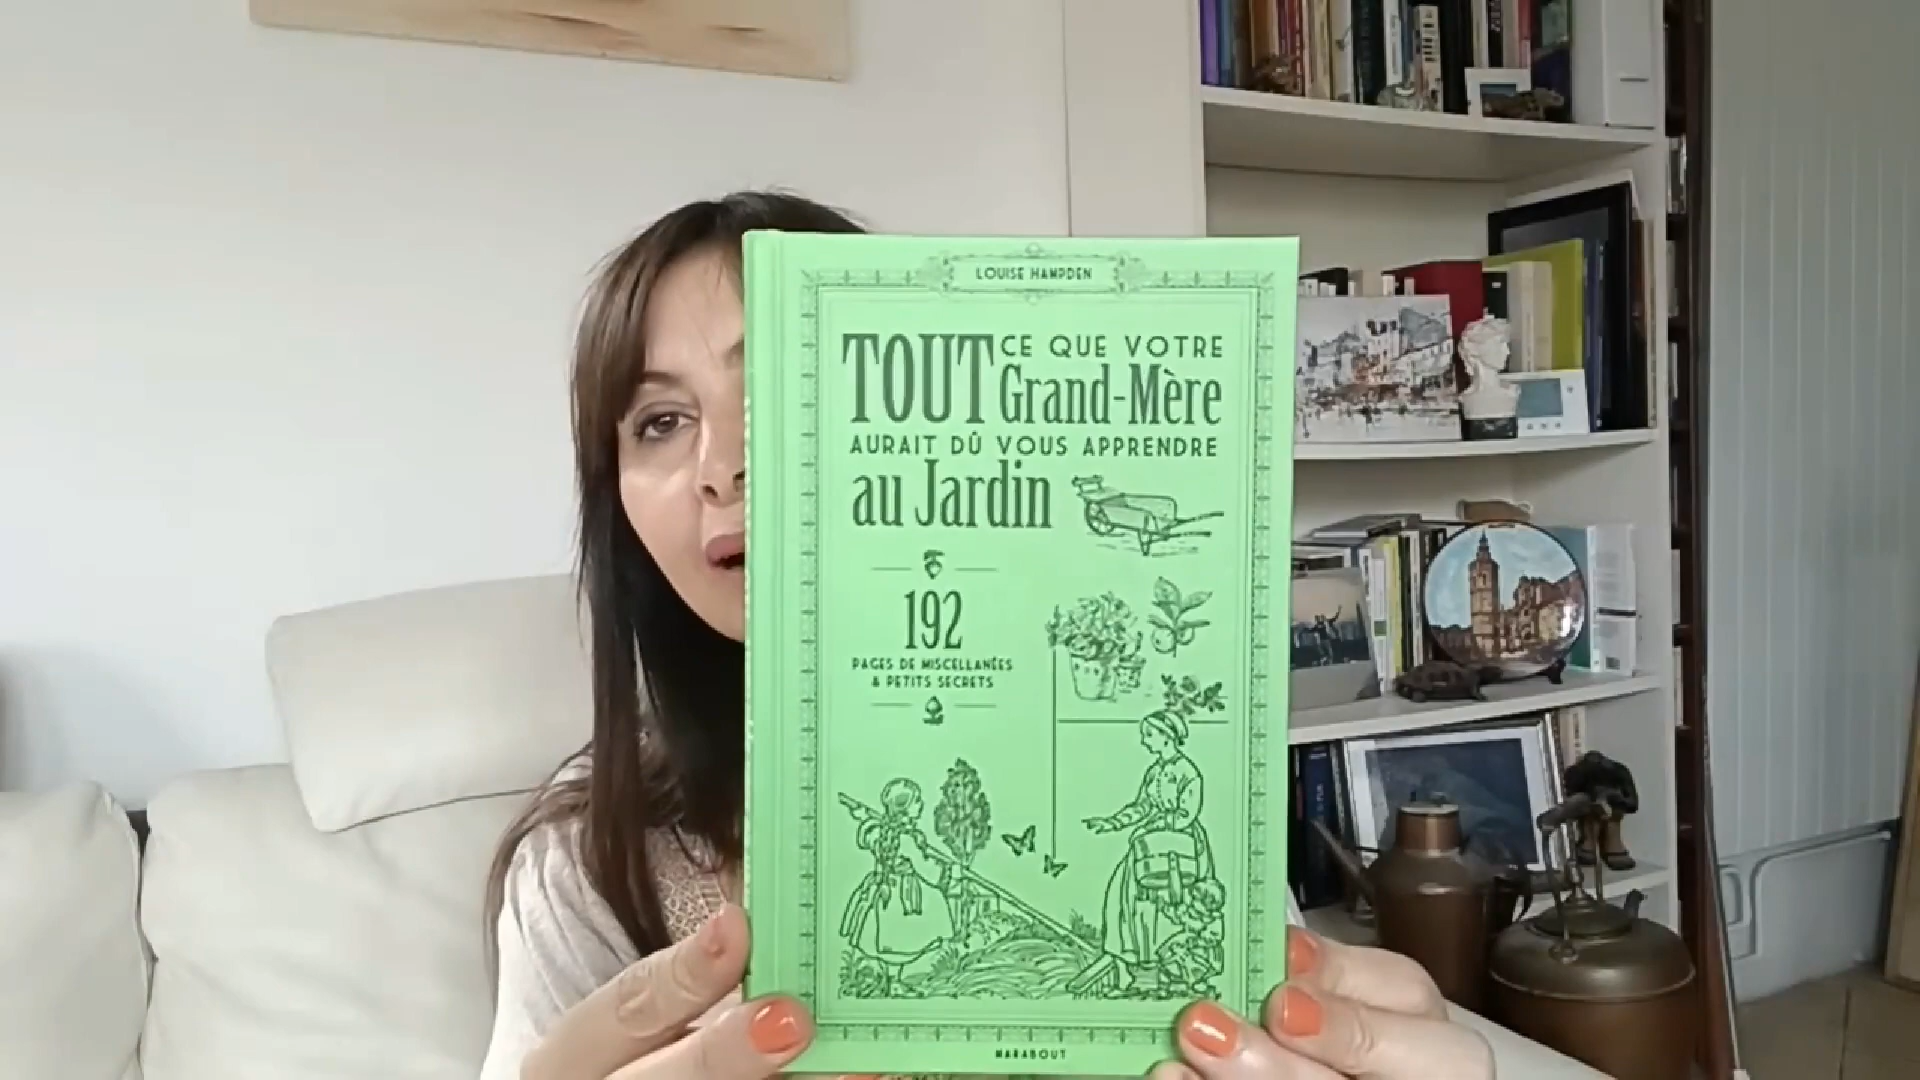 LOUISE HAMPDEN
TOUT CE QUE VOTRE
Grand-Mère
AURAIT DÛ VOUS APPRENDRE
au Jardin
192
PAGES DE MISCELLANÉES
& PETITS SECRETS
MARABOUT